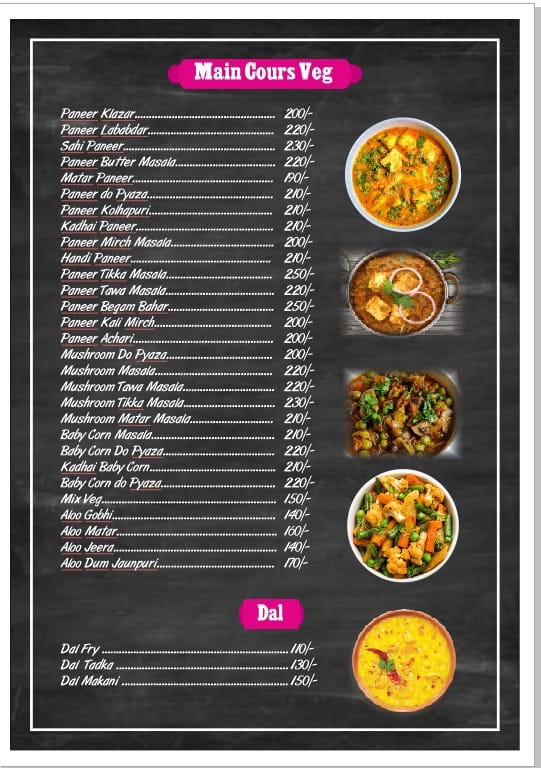 Main Cours Veg
Paneer Klazar 200/-
Paneer Lababdar 220/-
Sahi Paneer 230/-
Paneer Butter Masala 220/-
Matar Paneer 190/-
Paneer do Pyaza 210/-
Paneer Kolhapuri 210/-
Kadhai Paneer 210/-
Paneer Mirch Masala 200/-
Handi Paneer 210/-
Paneer Tikka Masala 250/-
Paneer Tawa Masala 220/-
Paneer Begam Bahar 250/-
Paneer Kali Mirch 200/-
Paneer Achari 200/-
Mushroom Do Pyaza 200/-
Mushroom Masala 220/-
Mushroom Tawa Masala 220/-
Mushroom Tikka Masala 230/-
Mushroom Matar Masala 210/-
Baby Corn Masala 210/-
Baby Corn Do Pyaza 220/-
Kadhai Baby Corn 210/-
Baby Corn do Pyaza 220/-
Mix Veg 150/-
Aloo Gobhi 140/-
Aloo Matar 160/-
Aloo Jeera 140/-
Aloo Dum Jaunpuri 170/-
Dal
Dal Fry 110/-
Dal Tadka 130/-
Dal Makani 150/-